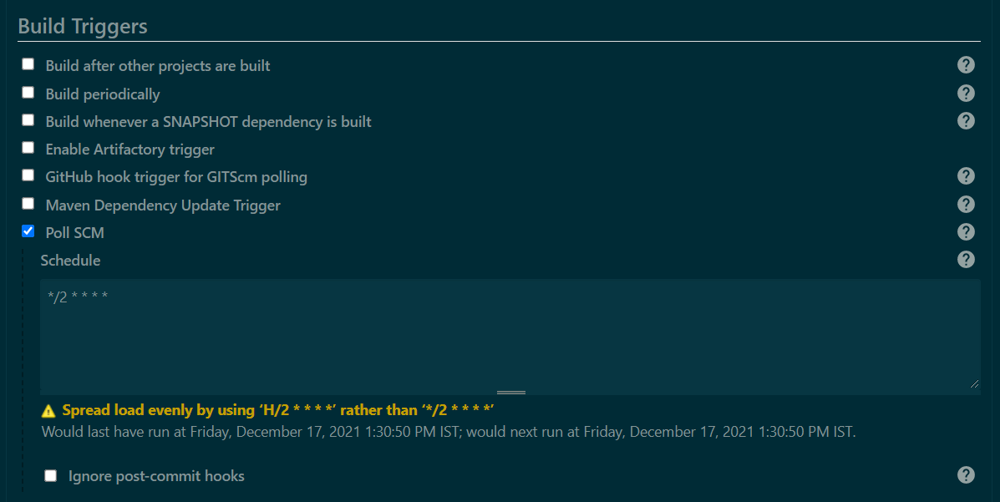 Build Triggers
Build after other projects are built
Build periodically
Build whenever a SNAPSHOT dependency is built
Enable Artifactory trigger
GitHub hook trigger for GITScm polling
Maven Dependency Update Trigger
Poll SCM
Schedule
*/2 * * * *
Spread load evenly by using ‘H/2 * * * *’ rather than ‘*/2 * * * *’
Would last have run at Friday, December 17, 2021 1:30:50 PM IST; would next run at Friday, December 17, 2021 1:30:50 PM IST.
Ignore post-commit hooks